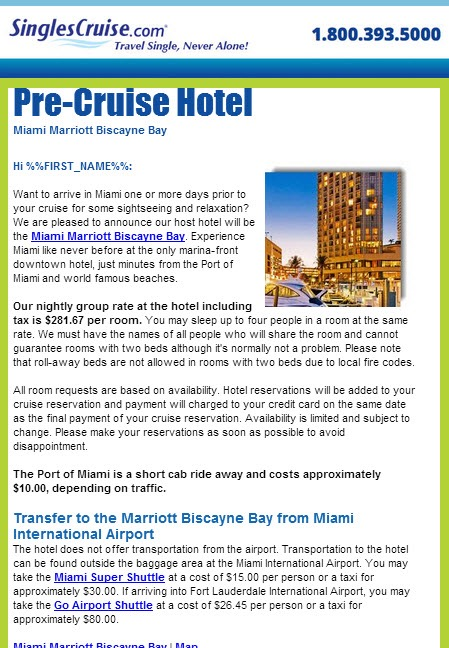 SinglesCruise.com
Travel Single, Never Alone!
1.800.393.5000
Pre-Cruise Hotel
Miami Marriott Biscayne Bay
Hi %%FIRST_NAME%%:
Want to arrive in Miami one or more days prior to
your cruise for some sightseeing and relaxation?
We are pleased to announce our host hotel will be
the Miami Marriott Biscayne Bay. Experience
Miami like never before at the only marina-front
downtown hotel, just minutes from the Port of
Miami and world famous beaches.
Our nightly group rate at the hotel including
tax is $281.67 per room. You may sleep up to four people in a room at the same
rate. We must have the names of all people who will share the room and cannot
guarantee rooms with two beds although it's normally not a problem. Please note
that roll-away beds are not allowed in rooms with two beds due to local fire codes.
All room requests are based on availability. Hotel reservations will be added to your
cruise reservation and payment will charged to your credit card on the same date
as the final payment of your cruise reservation. Availability is limited and subject to
change. Please make your reservations as soon as possible to avoid
disappointment.
The Port of Miami is a short cab ride away and costs approximately
$10.00, depending on traffic.
Transfer to the Marriott Biscayne Bay from Miami
International Airport
The hotel does not offer transportation from the airport. Transportation to the hotel
can be found outside the baggage area at the Miami International Airport. You may
take the Miami Super Shuttle at a cost of $15.00 per person or a taxi for
approximately $30.00. If arriving into Fort Lauderdale International Airport, you may
take the Go Airport Shuttle at a cost of $26.45 per person or a taxi for
approximately $80.00.
Miami Marriott Biscayne Bay | Map